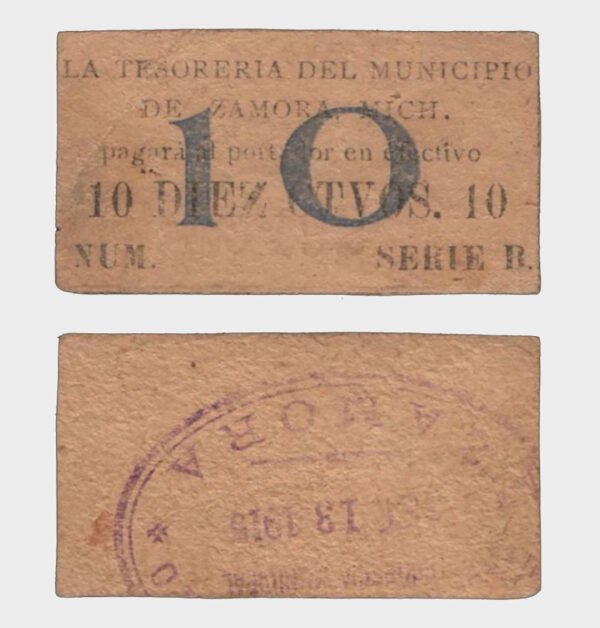 LA TESORERIA DEL MUNICIPIO
DE ZAMORA, MICH.
pagará al portador en efectivo
10 DIEZ CTVOS. 10
10
NUM. SERIE B.
ZAMORA
13 1915